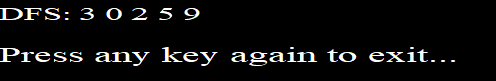 DFS: 3 0 2 5 9
Press any key again to exit...